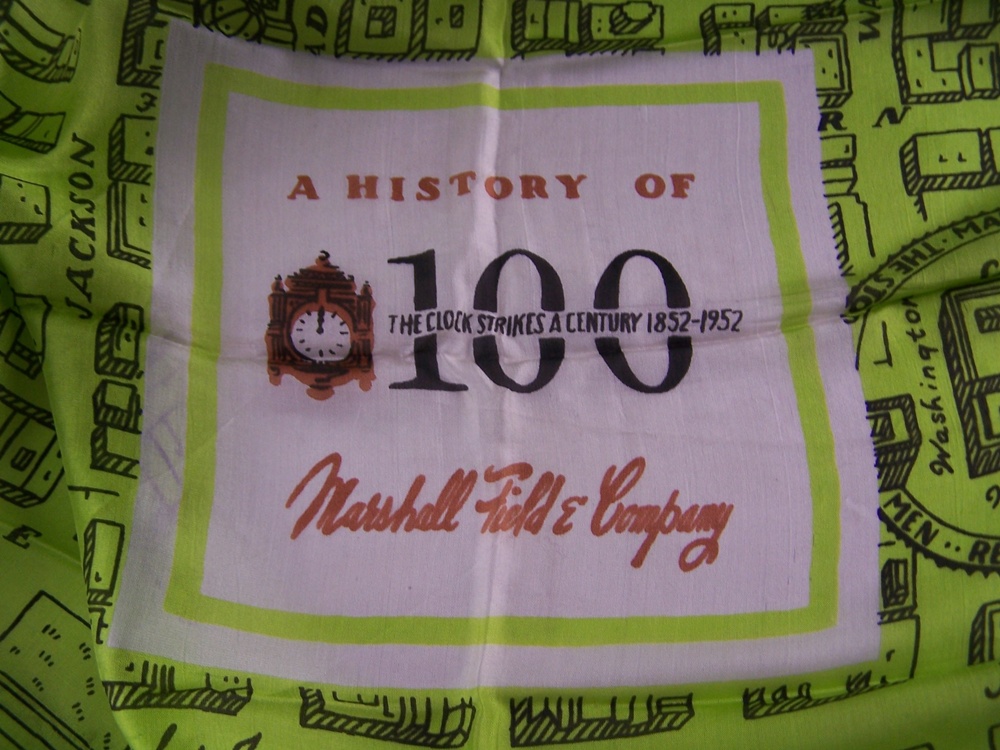 A HISTORY OF
100
THE CLOCK STRIKES A CENTURY 1852-1952
Marshall Field & Company
JACKSON
Washington
MEN